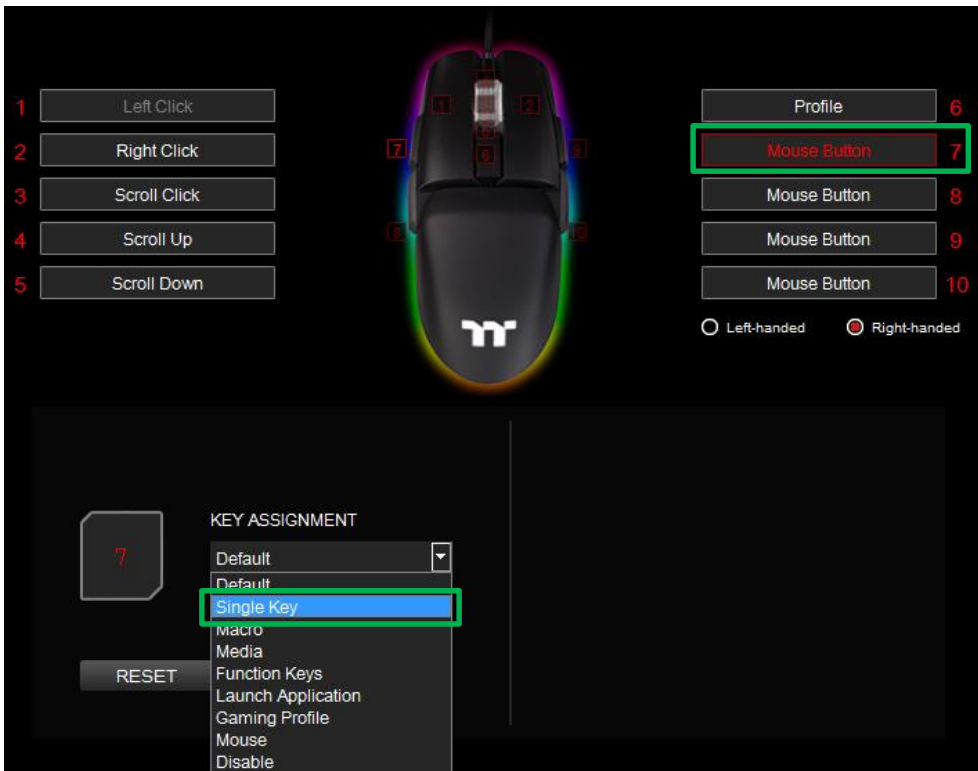 1 Left Click
2 Right Click
3 Scroll Click
4 Scroll Up
5 Scroll Down
1
2
7
9
6
8
10
Profile 6
Mouse Button 7
Mouse Button 8
Mouse Button 9
Mouse Button 10
Left-handed Right-handed
KEY ASSIGNMENT
7
Default
Default
Single Key
Macro
Media
Function Keys
Launch Application
Gaming Profile
Mouse
Disable
RESET